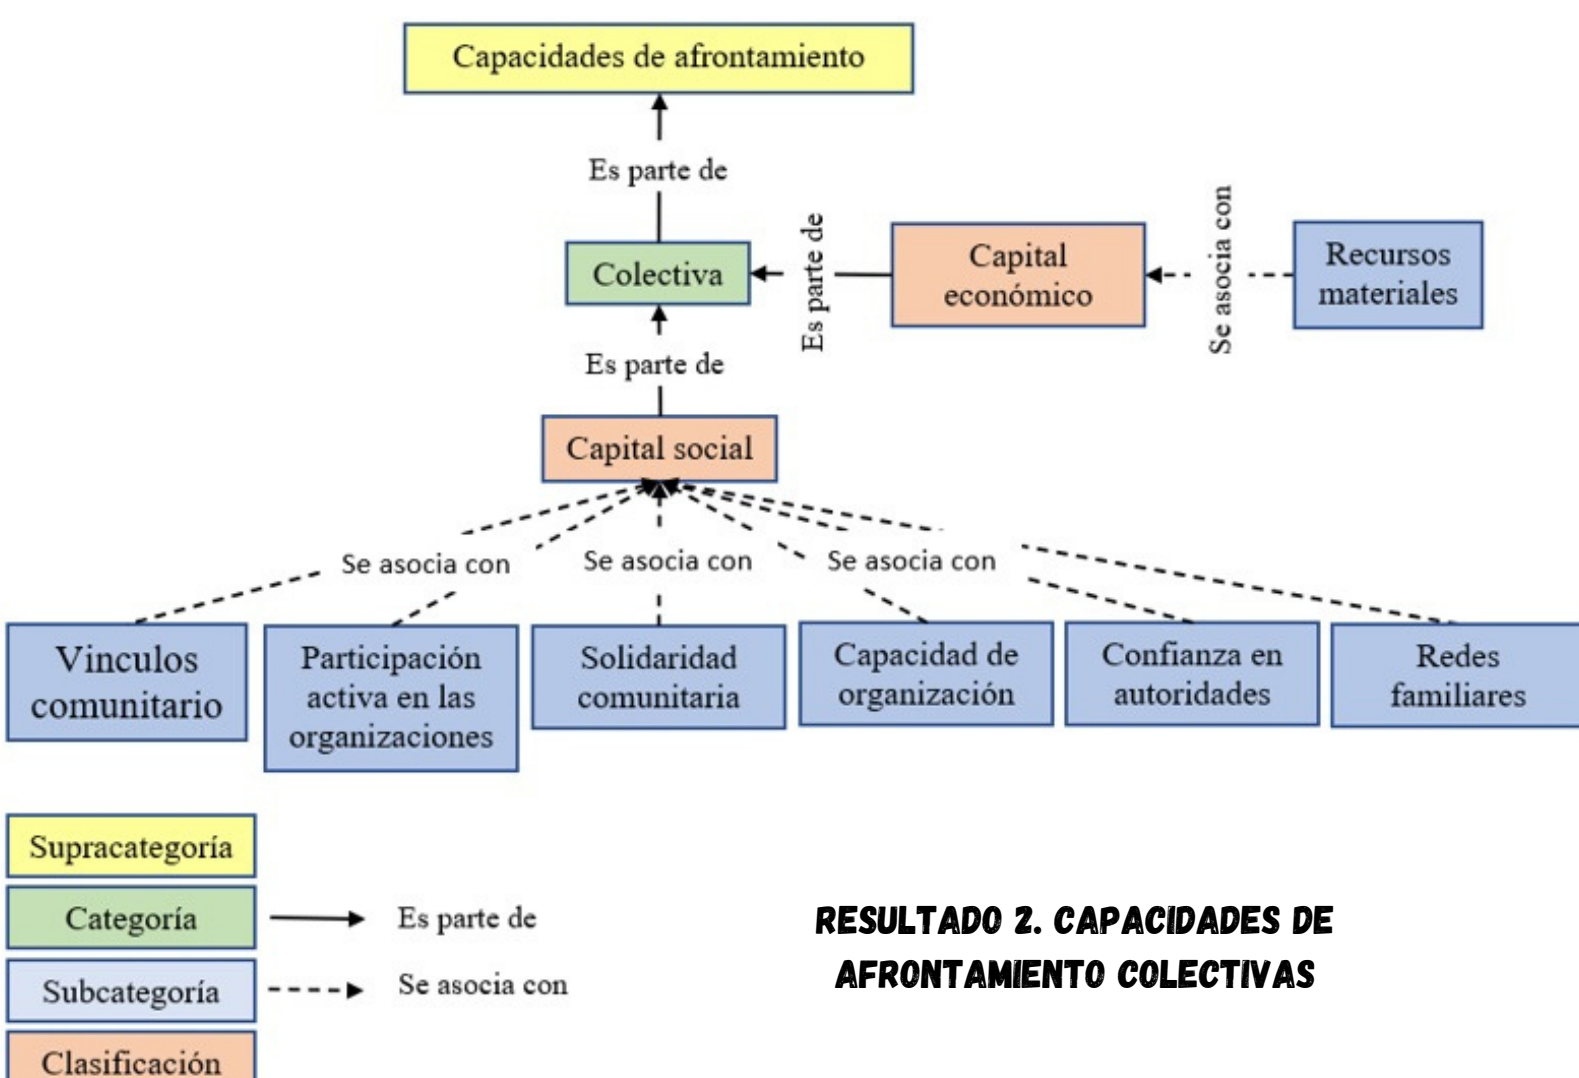 Capacidades de afrontamiento
Es parte de
Colectiva
Es parte de
Capital
económico
Se asocia con
Recursos
materiales
Es parte de
Capital social
Se asocia con
Se asocia con
Se asocia con
Vinculos
comunitario
Participación
activa en las
organizaciones
Solidaridad
comunitaria
Capacidad de
organización
Confianza en
autoridades
Redes
familiares
Supracategoría
Categoría
Es parte de
Subcategoría
Se asocia con
Clasificación
RESULTADO 2. CAPACIDADES DE
AFRONTAMIENTO COLECTIVAS